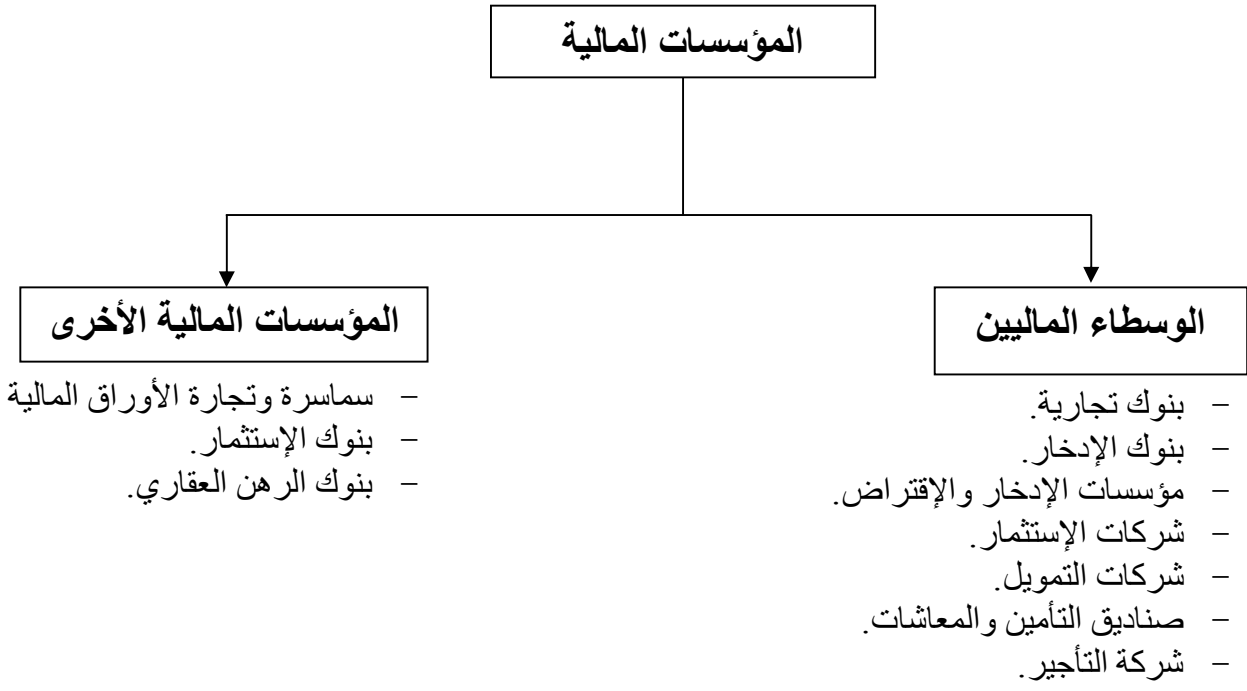 المؤسسات المالية
الوسطاء الماليين
- بنوك تجارية.
- بنوك الإدخار.
- مؤسسات الإدخار والإقتراض.
- شركات الإستثمار.
- شركات التمويل.
- صناديق التأمين والمعاشات.
- شركة التأجير.
المؤسسات المالية الأخرى
- سماسرة وتجارة الأوراق المالية
- بنوك الإستثمار.
- بنوك الرهن العقاري.